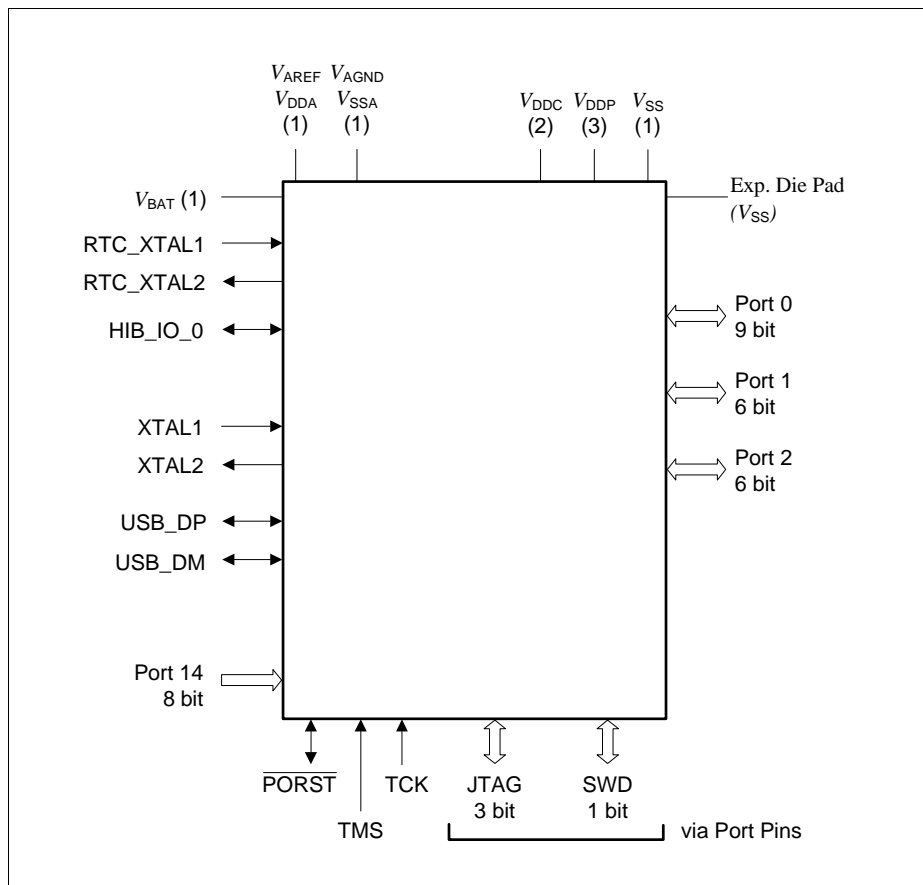 VAREF VAGND
VDDA VSSA VDDC VDDP VSS
(1) (1) (2) (3) (1)
VBAT (1)
Exp. Die Pad
(VSS)
RTC_XTAL1
RTC_XTAL2
HIB_IO_0
Port 0
9 bit
XTAL1
XTAL2
Port 1
6 bit
Port 2
6 bit
USB_DP
USB_DM
Port 14
8 bit
PORST TCK JTAG SWD
3 bit 1 bit
TMS via Port Pins